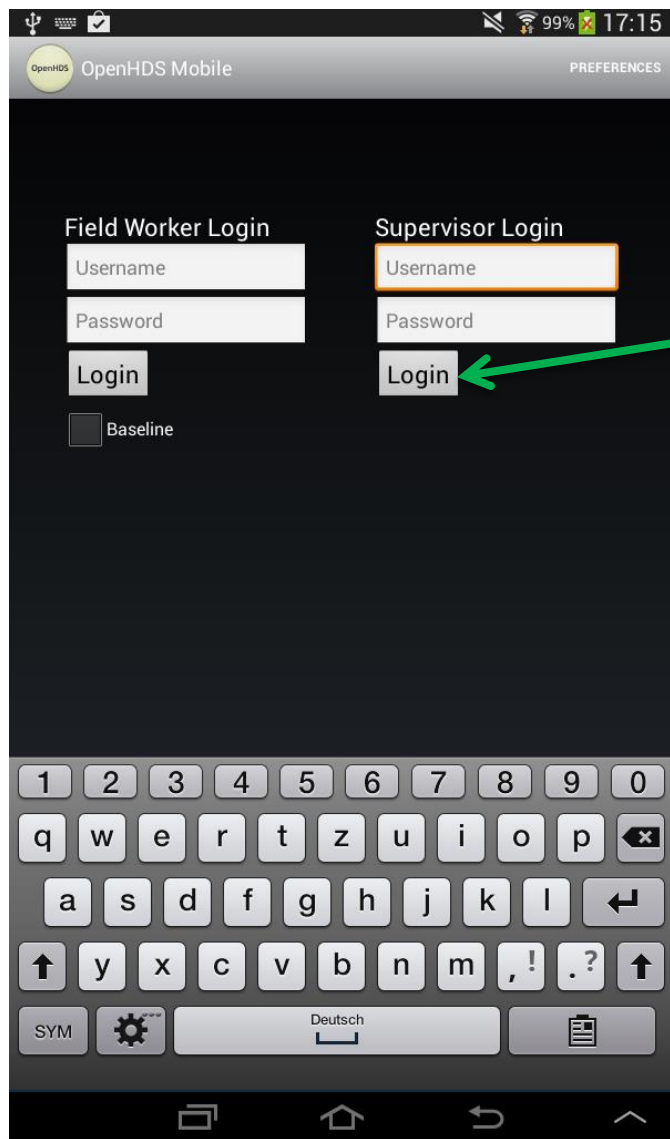 99% 17:15
OpenHDS OpenHDS Mobile PREFERENCES
Field Worker Login Supervisor Login
Username Username
Password Password
Login Login
Baseline
1 2 3 4 5 6 7 8 9 0
q w e r t z u i o p
a s d f g h j k l
y x c v b n m , ! . ?
SYM Deutsch